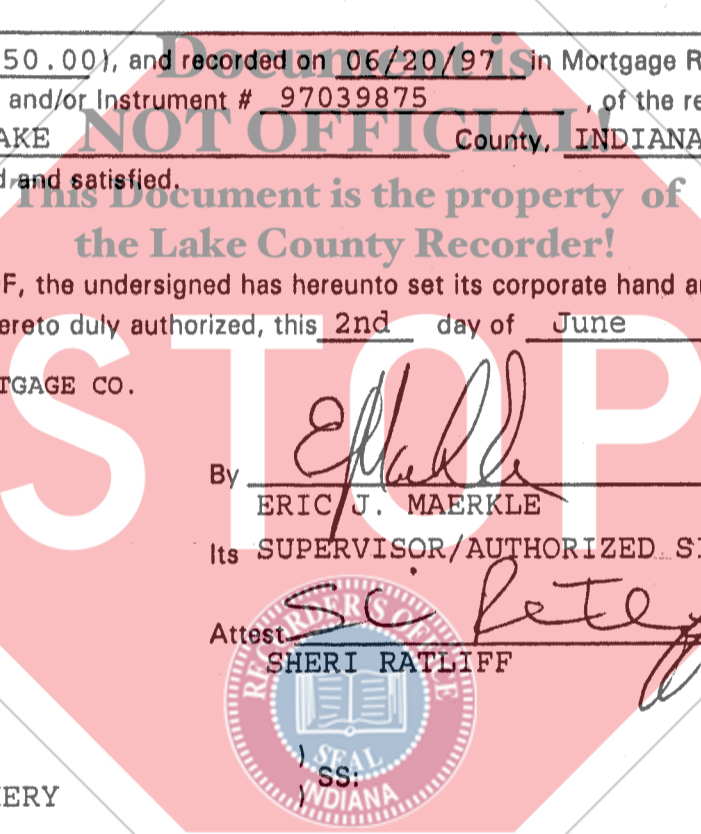 50.00), and recorded on 06/20/97 in Mortgage R
Document is
and/or Instrument # 97039875 , of the re
NOT OFFICIAL!
AKE County, INDIANA
d and satisfied.
This Document is the property of
the Lake County Recorder!
F, the undersigned has hereunto set its corporate hand a
ereto duly authorized, this 2nd day of June
STOP
TGAGE CO.
By
ERIC J. MAERKLE
Its SUPERVISOR/AUTHORIZED SI
Attest
SHERI RATLIFF
RECORDER'S OFFICE
SEAL
INDIANA
) SS:
)
ERY